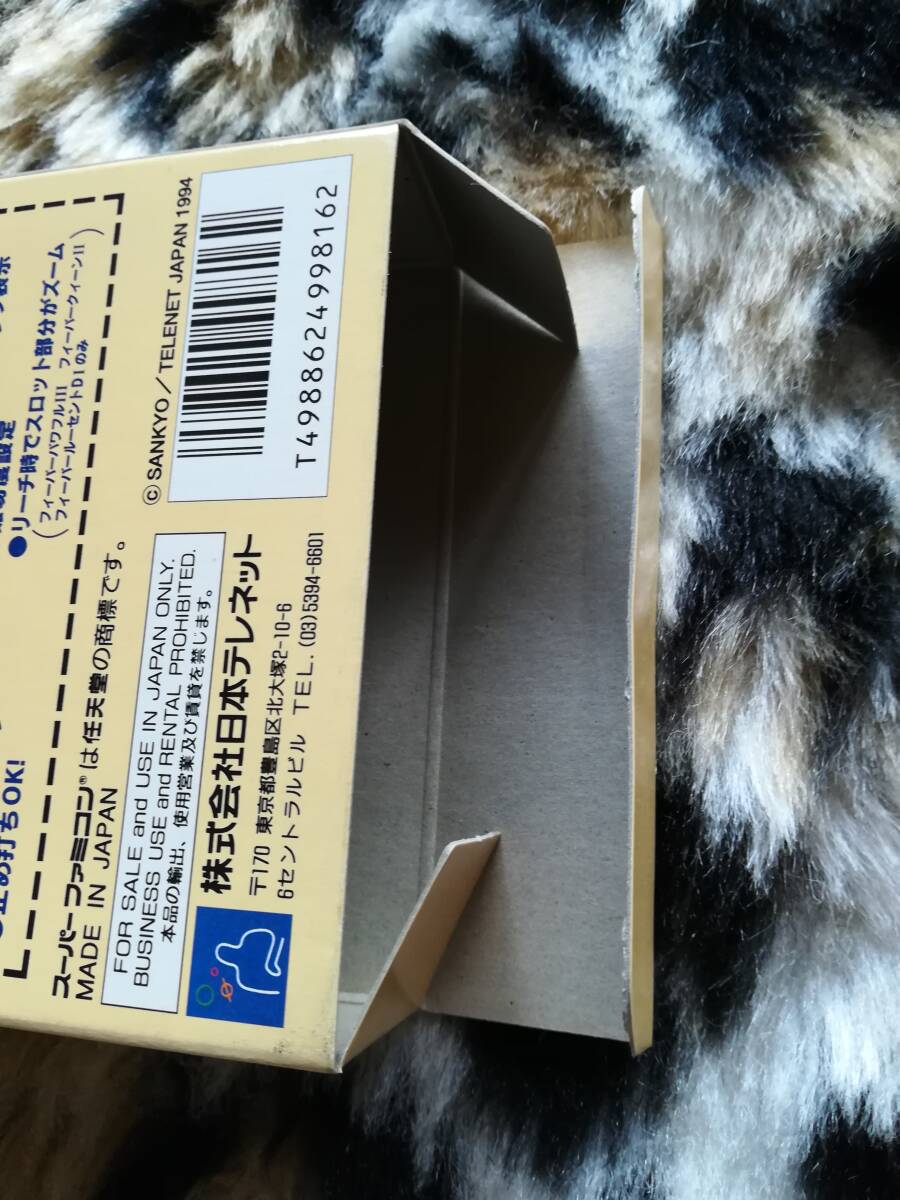 ●リーチ時でスロット部分がズーム
(フィーバーパワフルIII フィーバークィーンII
フィーバールーセントD1のみ)
止め打ちOK!
スーパーファミコン®は任天堂の商標です。
MADE IN JAPAN
©SANKYO/TELENET JAPAN 1994
T4988624998162
FOR SALE and USE IN JAPAN ONLY.
BUSINESS USE and RENTAL PROHIBITED.
本品の輸出、使用営業及び賃貸を禁じます。
株式会社日本テレネット
〒170 東京都豊島区北大塚2-10-6
6セントラルビル TEL.(03)5394-6601